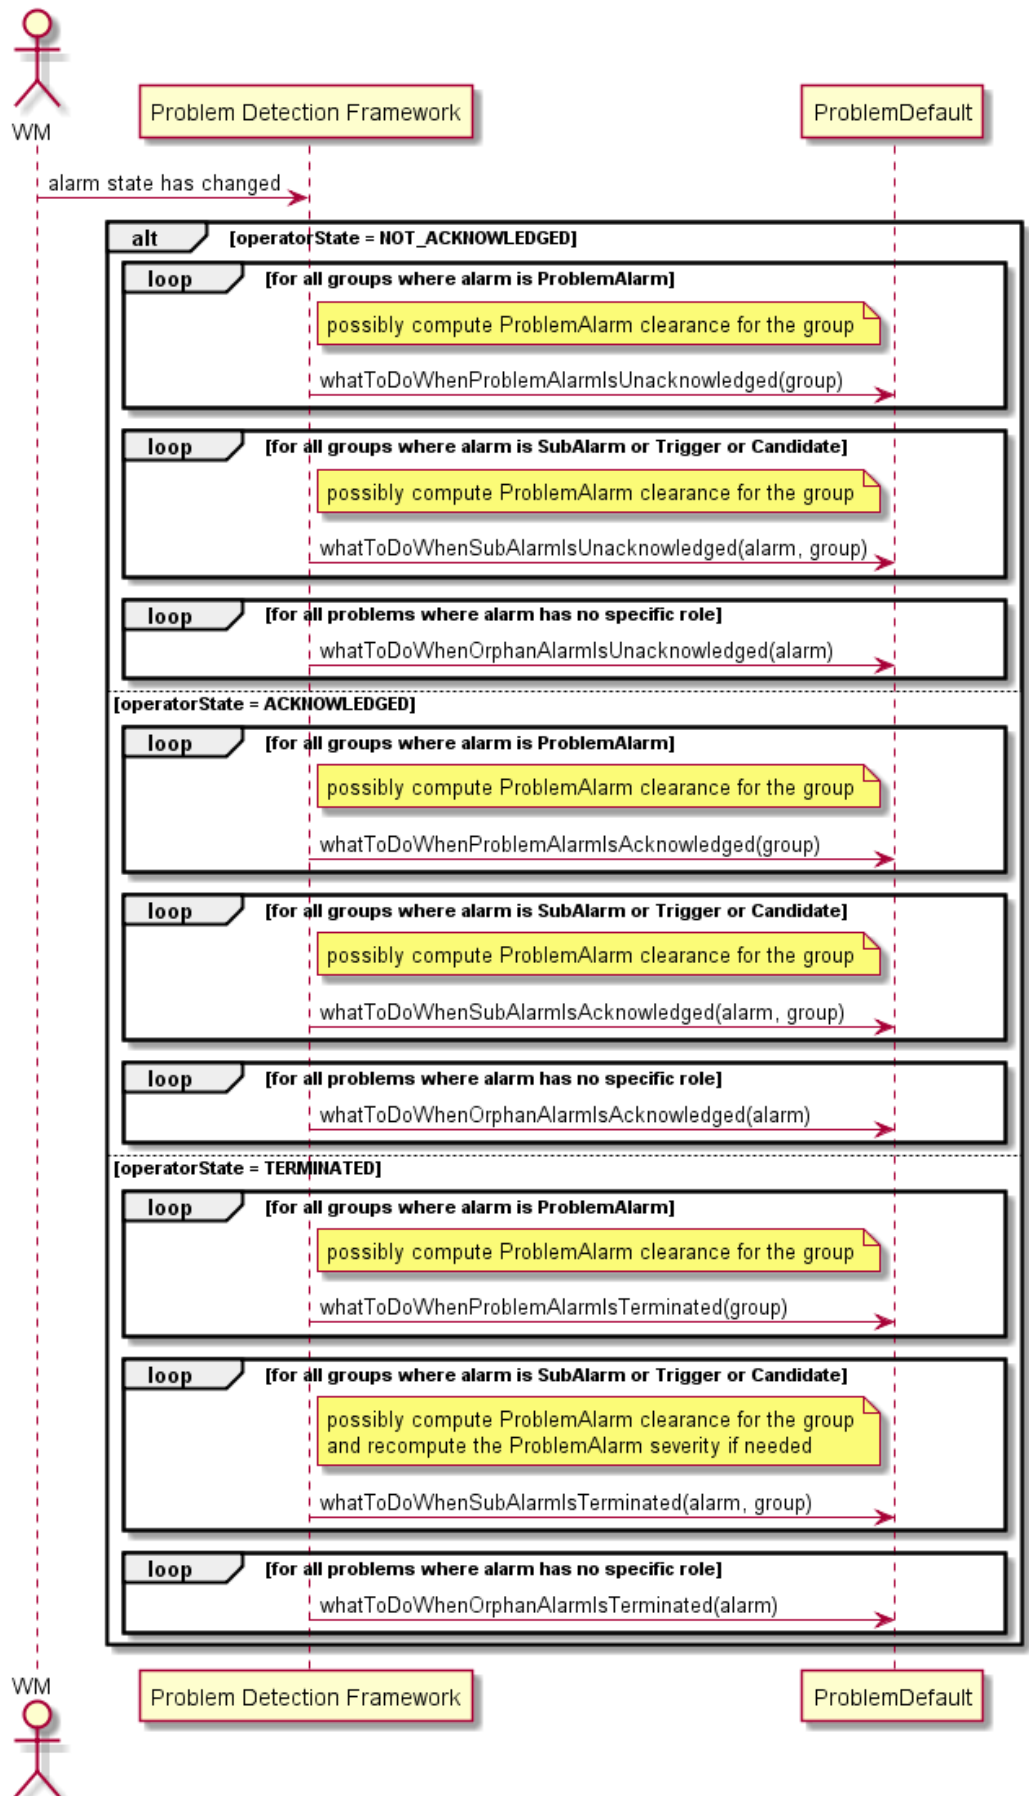 WM
Problem Detection Framework
ProblemDefault
alarm state has changed
alt
[operatorState = NOT_ACKNOWLEDGED]
loop
[for all groups where alarm is ProblemAlarm]
possibly compute ProblemAlarm clearance for the group
whatToDoWhenProblemAlarmIsUnacknowledged(group)
loop
[for all groups where alarm is SubAlarm or Trigger or Candidate]
possibly compute ProblemAlarm clearance for the group
whatToDoWhenSubAlarmIsUnacknowledged(alarm, group)
loop
[for all problems where alarm has no specific role]
whatToDoWhenOrphanAlarmIsUnacknowledged(alarm)
[operatorState = ACKNOWLEDGED]
loop
[for all groups where alarm is ProblemAlarm]
possibly compute ProblemAlarm clearance for the group
whatToDoWhenProblemAlarmIsAcknowledged(group)
loop
[for all groups where alarm is SubAlarm or Trigger or Candidate]
possibly compute ProblemAlarm clearance for the group
whatToDoWhenSubAlarmIsAcknowledged(alarm, group)
loop
[for all problems where alarm has no specific role]
whatToDoWhenOrphanAlarmIsAcknowledged(alarm)
[operatorState = TERMINATED]
loop
[for all groups where alarm is ProblemAlarm]
possibly compute ProblemAlarm clearance for the group
whatToDoWhenProblemAlarmIsTerminated(group)
loop
[for all groups where alarm is SubAlarm or Trigger or Candidate]
possibly compute ProblemAlarm clearance for the group
and recompute the ProblemAlarm severity if needed
whatToDoWhenSubAlarmIsTerminated(alarm, group)
loop
[for all problems where alarm has no specific role]
whatToDoWhenOrphanAlarmIsTerminated(alarm)
WM
Problem Detection Framework
ProblemDefault